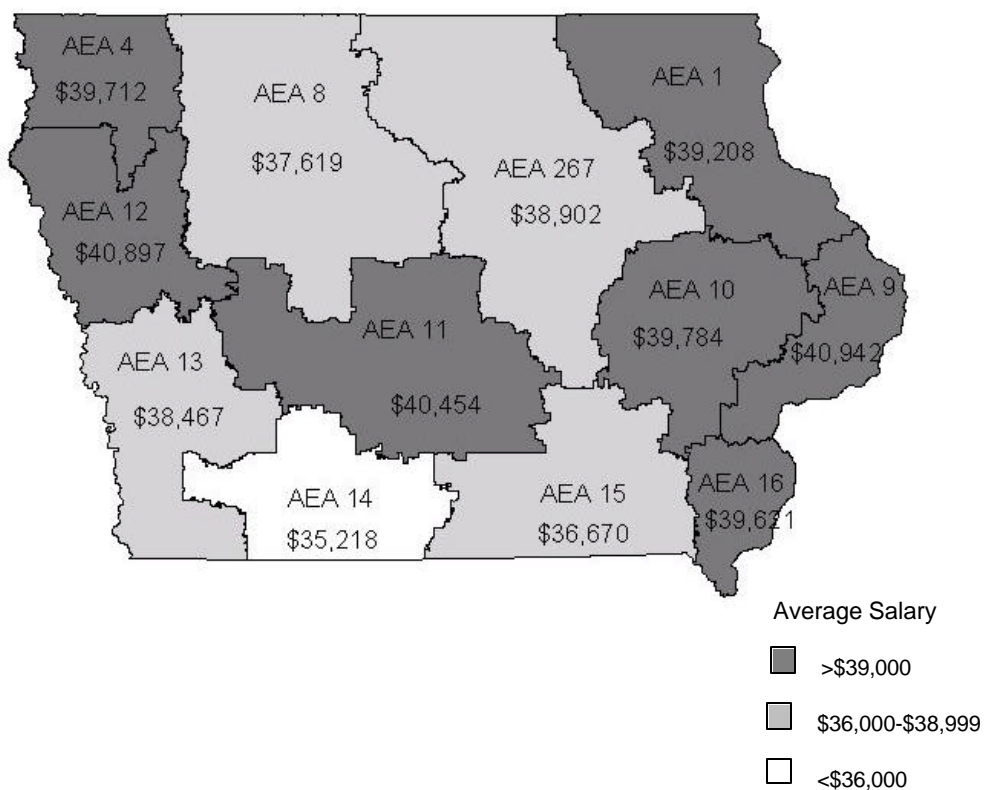 AEA 4
$39,712
AEA 8
$37,619
AEA 1
$39,208
AEA 267
$38,902
AEA 12
$40,897
AEA 10
$39,784
AEA 9
$40,942
AEA 11
$40,454
AEA 13
$38,467
AEA 14
$35,218
AEA 15
$36,670
AEA 16
$39,621
Average Salary
>$39,000
$36,000-$38,999
<$36,000